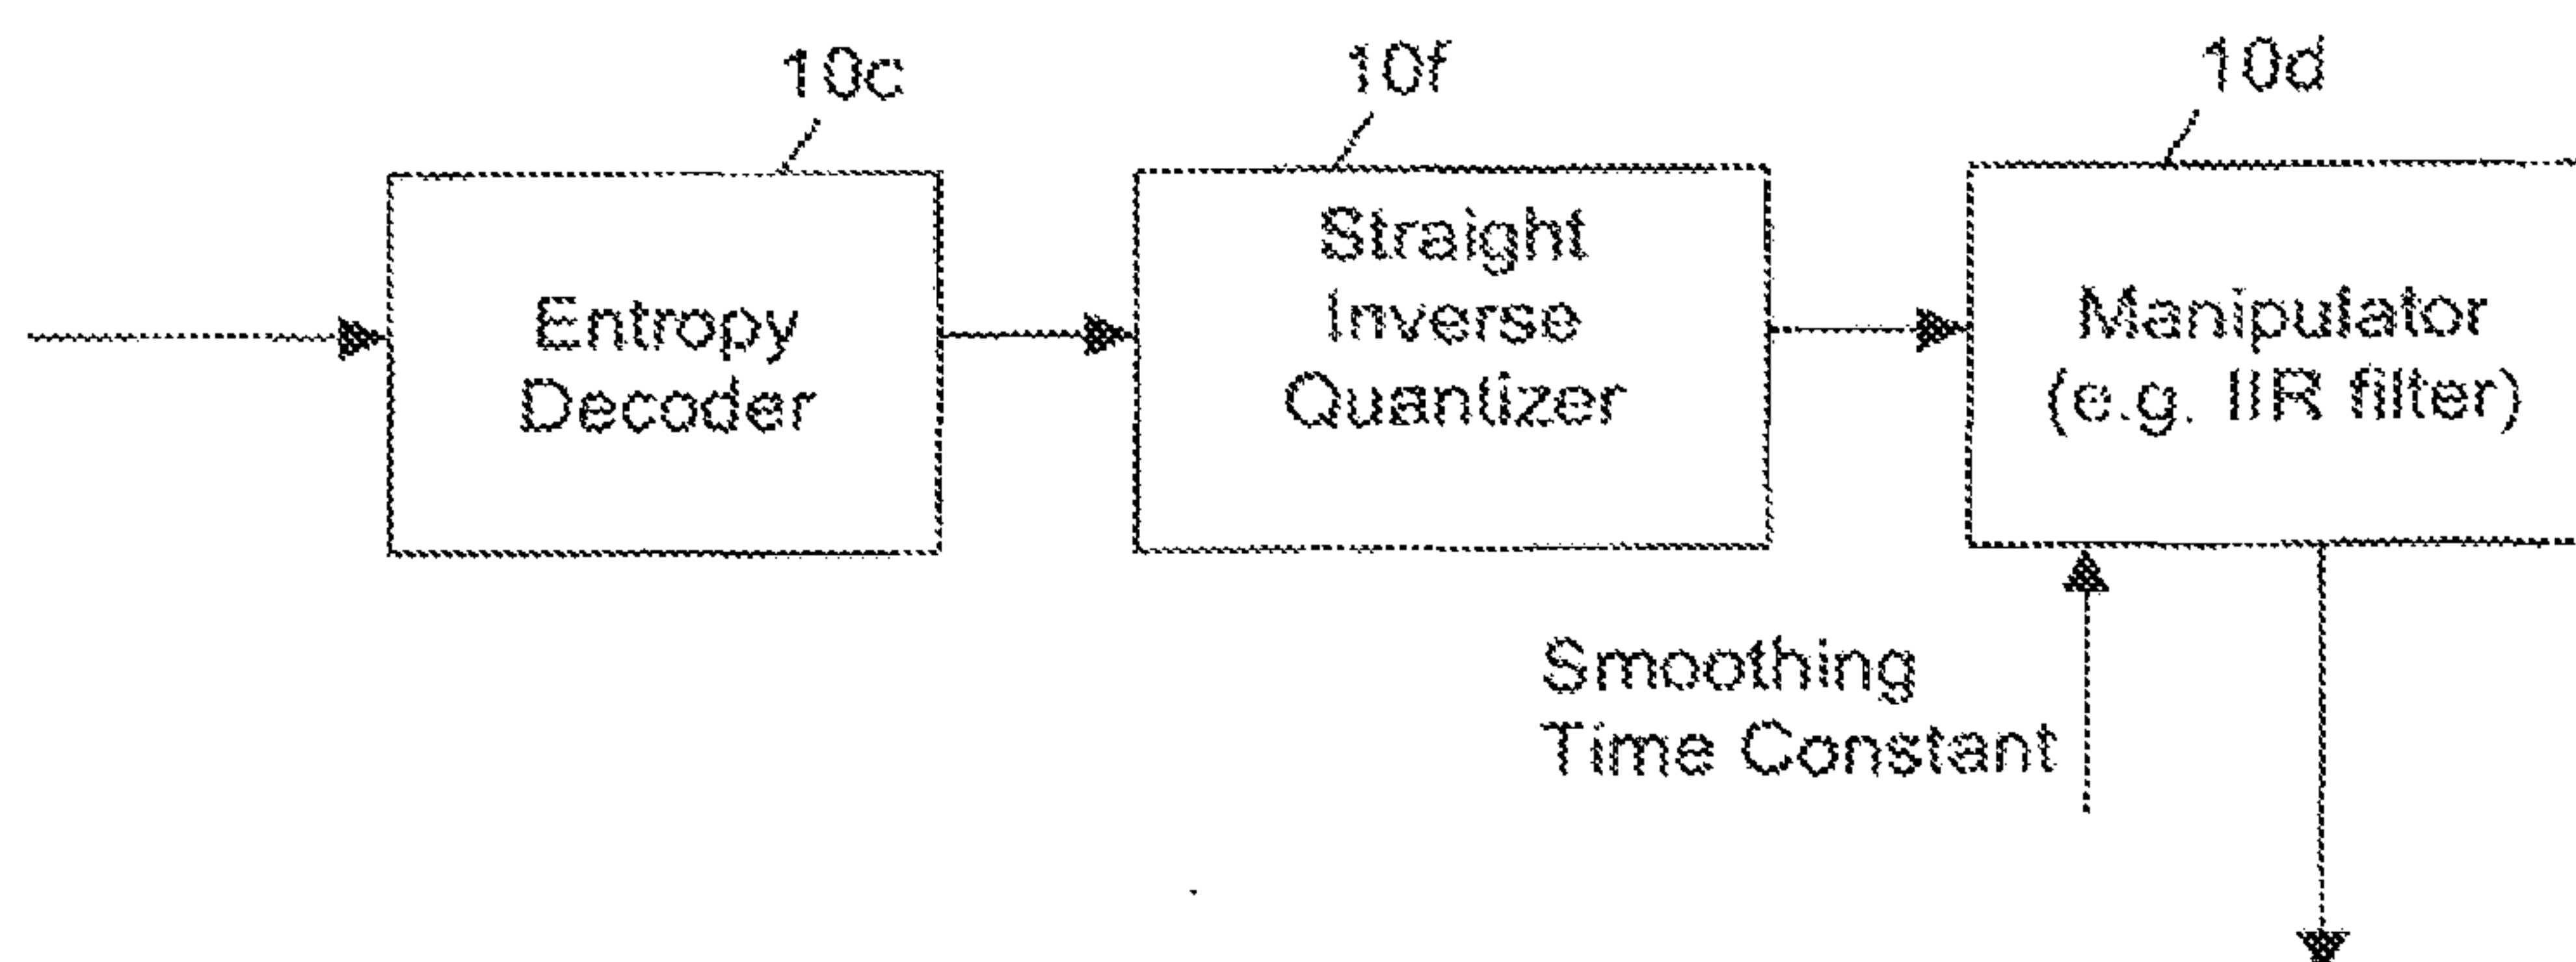 10c
10f
10d
Entropy
Decoder
Straight
Inverse
Quantizer
Manipulator
(e.g. IIR filter)
Smoothing
Time Constant